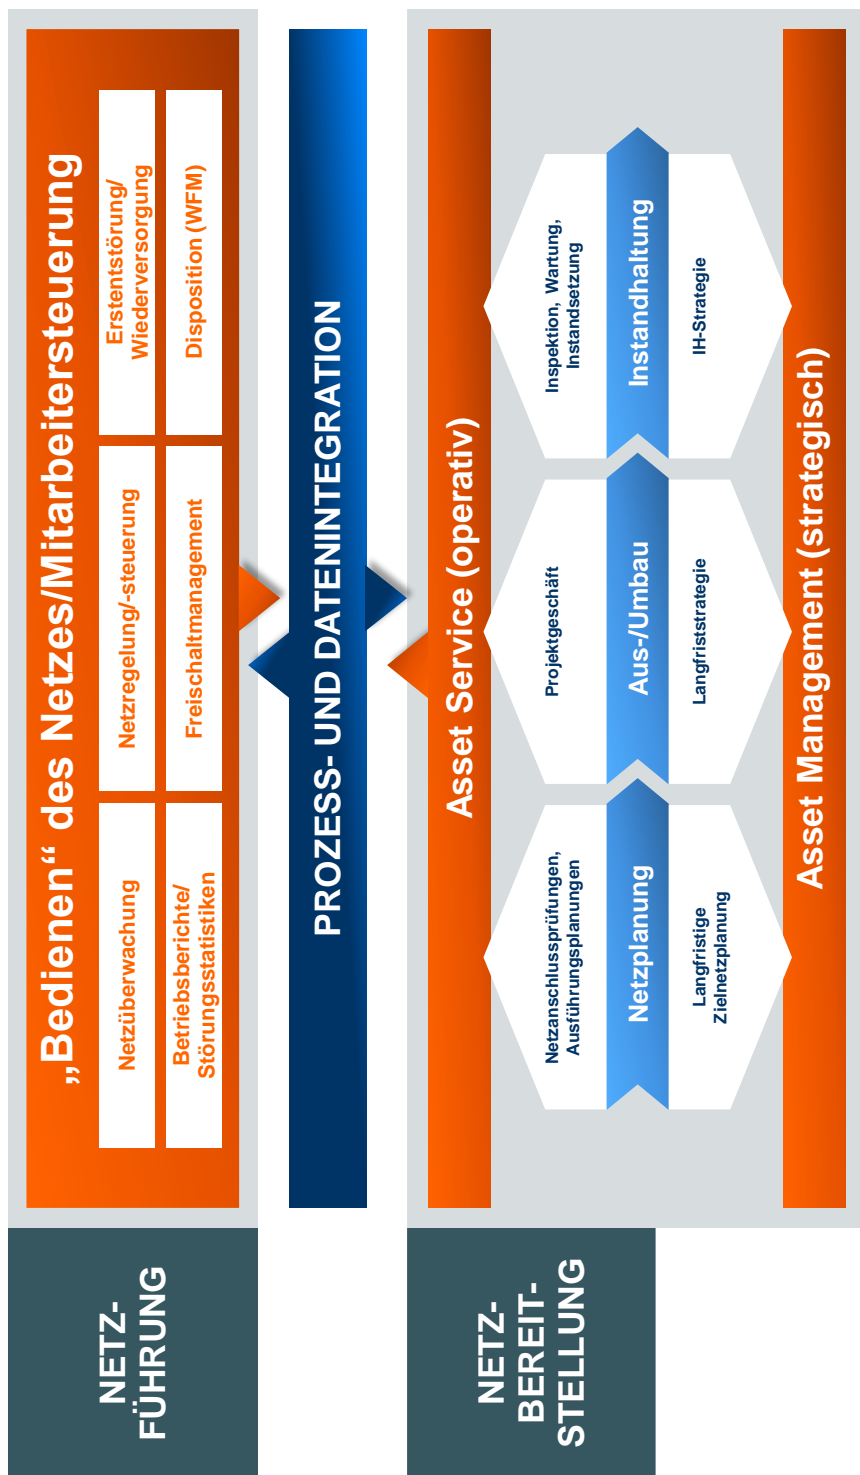 NETZ-
FÜHRUNG
„Bedienen“ des Netzes/Mitarbeitersteuerung
Netzüberwachung
Netzregelung/-steuerung
Erstentstörung/
Wiederversorgung
Betriebsberichte/
Störungsstatistiken
Freischaltmanagement
Disposition (WFM)
PROZESS- UND DATENINTEGRATION
NETZ-
BEREIT-
STELLUNG
Asset Service (operativ)
Netzanschlussprüfungen,
Ausführungsplanungen
Netzplanung
Langfristige
Zielnetzplanung
Projektgeschäft
Aus-/Umbau
Langfriststrategie
Inspektion, Wartung,
Instandsetzung
Instandhaltung
IH-Strategie
Asset Management (strategisch)